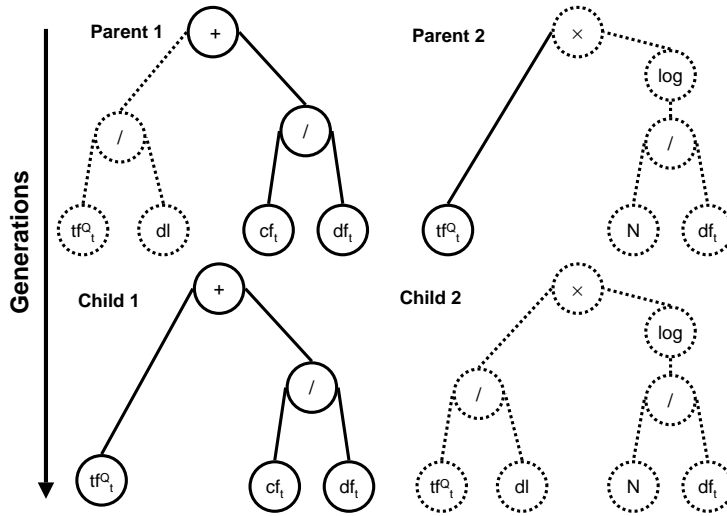 Parent 1
+
Parent 2
×
log
/
/
/
tfQt
dl
cft
dft
tfQt
N
dft
Generations
Child 1
+
Child 2
×
log
/
/
/
tfQt
cft
dft
tfQt
dl
N
dft